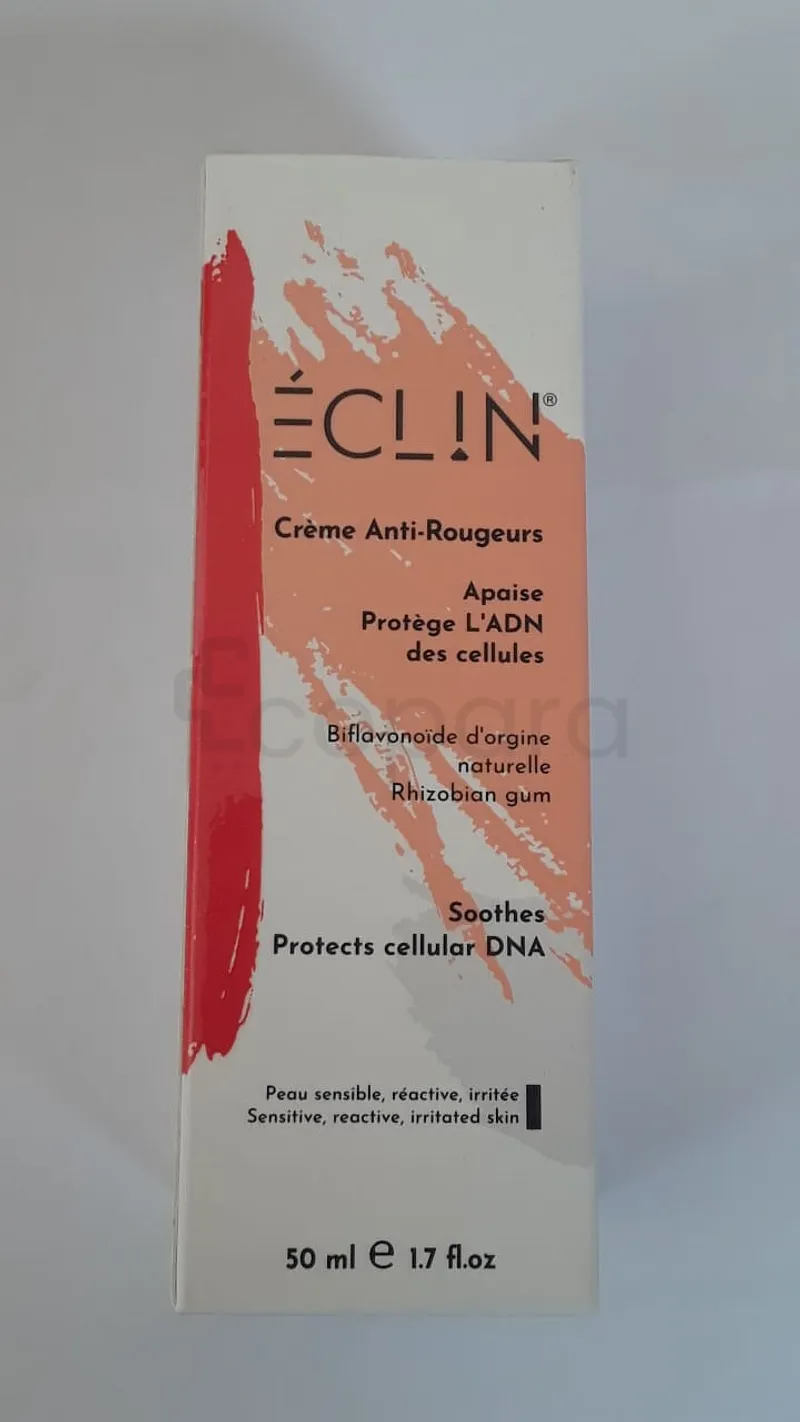 ÉCLIN®
Crème Anti-Rougeurs
Apaise
Protège L'ADN
des cellules
Biflavonoïde d'orgine
naturelle
Rhizobian gum
Soothes
Protects cellular DNA
Peau sensible, réactive, irritée
Sensitive, reactive, irritated skin
50 ml e 1.7 fl.oz